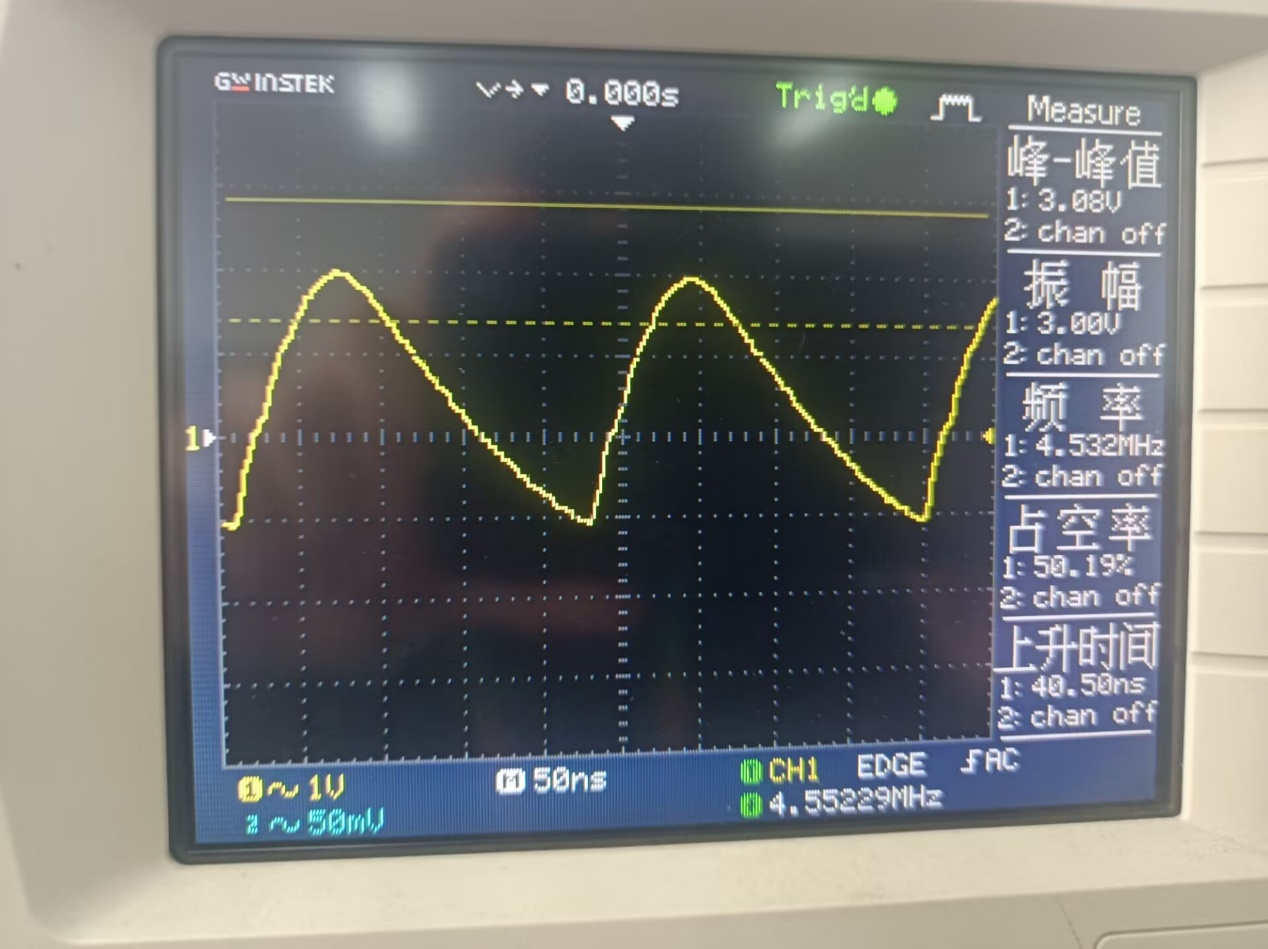 GWINSTEK
0.000s
Trig'd
Measure
峰-峰值
1: 3.08V
2: chan off
振 幅
1: 3.00V
2: chan off
频 率
1: 4.532MHz
2: chan off
占空率
1: 50.19%
2: chan off
上升时间
1: 40.50ns
2: chan off
1
1 ~ 1V
M 50ns
CH1 EDGE AC
2 ~ 50mV
4.55229MHz